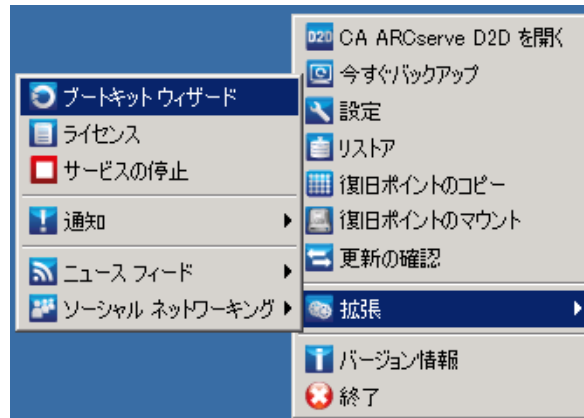 D2D CA ARCserve D2D を開く
今すぐバックアップ
設定
リストア
復旧ポイントのコピー
復旧ポイントのマウント
更新の確認
拡張
バージョン情報
終了
ブートキット ウィザード
ライセンス
サービスの停止
通知
ニュース フィード
ソーシャル ネットワーキング